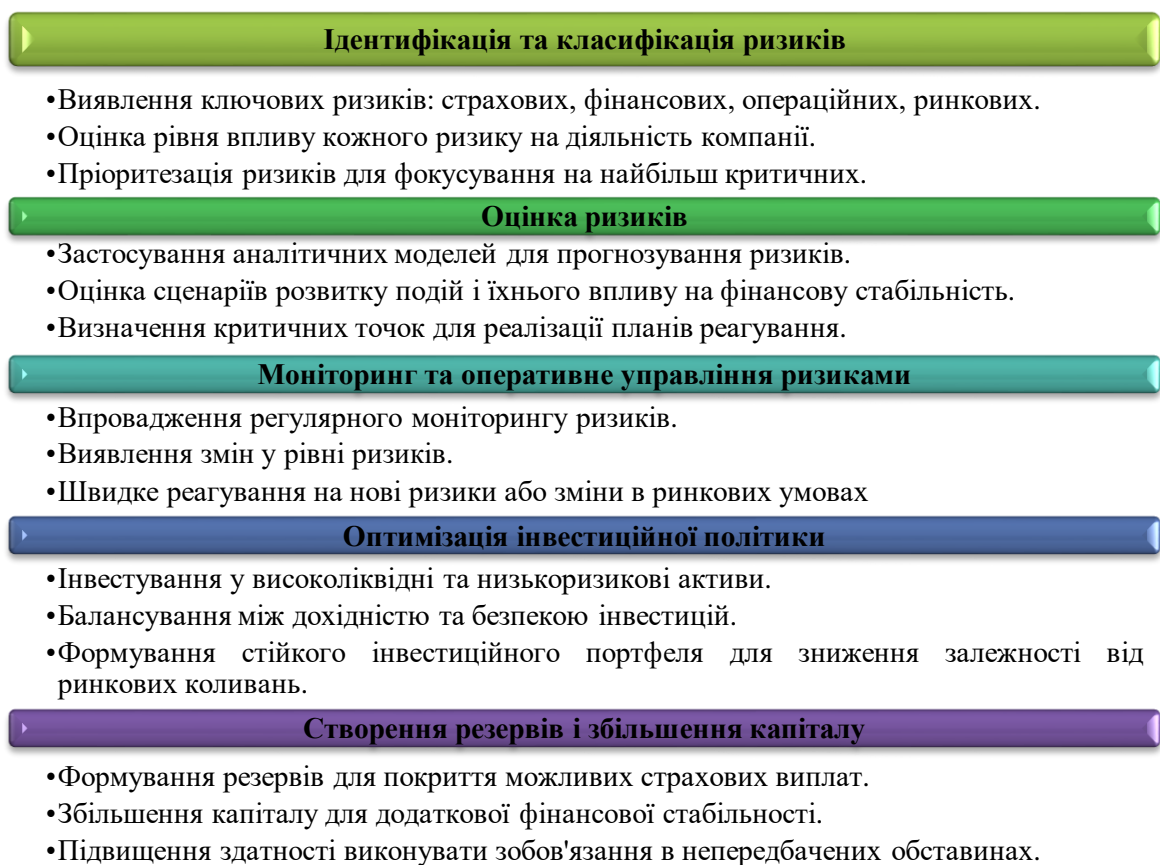 Ідентифікація та класифікація ризиків
•Виявлення ключових ризиків: страхових, фінансових, операційних, ринкових.
•Оцінка рівня впливу кожного ризику на діяльність компанії.
•Пріоритезація ризиків для фокусування на найбільш критичних.
Оцінка ризиків
•Застосування аналітичних моделей для прогнозування ризиків.
•Оцінка сценаріїв розвитку подій і їхнього впливу на фінансову стабільність.
•Визначення критичних точок для реалізації планів реагування.
Моніторинг та оперативне управління ризиками
•Впровадження регулярного моніторингу ризиків.
•Виявлення змін у рівні ризиків.
•Швидке реагування на нові ризики або зміни в ринкових умовах
Оптимізація інвестиційної політики
•Інвестування у високоліквідні та низькоризикові активи.
•Балансування між дохідністю та безпекою інвестицій.
•Формування стійкого інвестиційного портфеля для зниження залежності від
ринкових коливань.
Створення резервів і збільшення капіталу
•Формування резервів для покриття можливих страхових виплат.
•Збільшення капіталу для додаткової фінансової стабільності.
•Підвищення здатності виконувати зобов'язання в непередбачених обставинах.